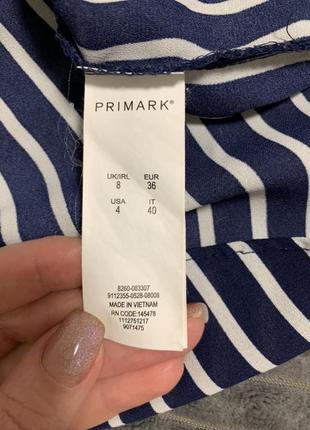 PRIMARK®
UK/IRL EUR
8 36
USA IT
4 40
8260-083307
9112355-0528-08008
MADE IN VIETNAM
RN CODE: 145478
1112751217
9071475